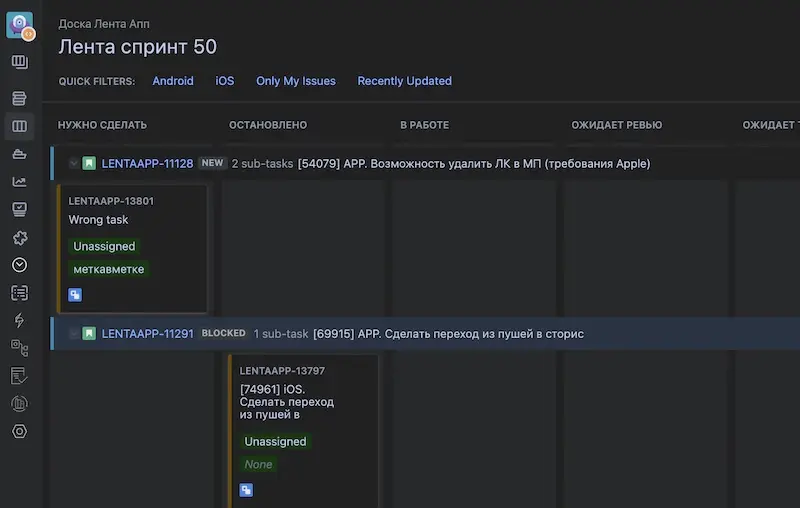 Доска Лента Апп
Лента спринт 50
QUICK FILTERS: Android iOS Only My Issues Recently Updated
НУЖНО СДЕЛАТЬ ОСТАНОВЛЕНО В РАБОТЕ ОЖИДАЕТ РЕВЬЮ ОЖИДАЕТ
LENTAAPP-11128 NEW 2 sub-tasks [54079] APP. Возможность удалить ЛК в МП (требования Apple)
LENTAAPP-13801
Wrong task
Unassigned
меткавметке
LENTAAPP-11291 BLOCKED 1 sub-task [69915] APP. Сделать переход из пушей в сторис
LENTAAPP-13797
[74961] iOS.
Сделать переход
из пушей в
Unassigned
None